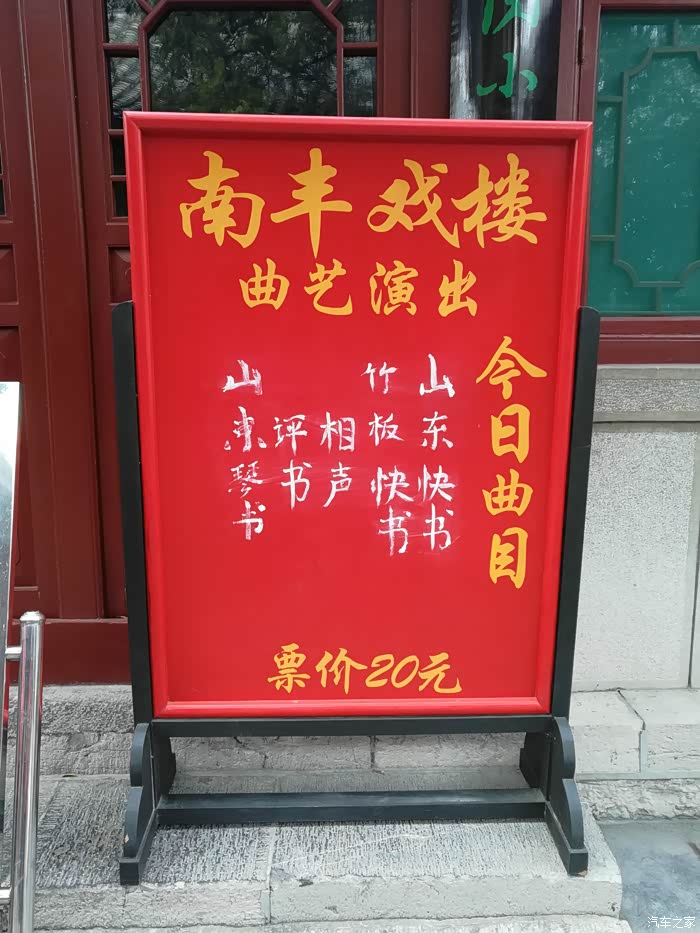 南丰戏楼
曲艺演出
今日曲目
山东快书
竹板快书
相声
评书
山东琴书
票价20元
小
汽车之家